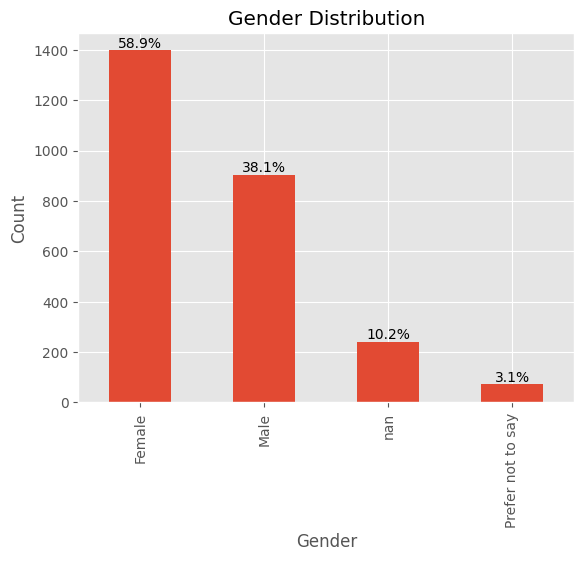 Gender Distribution
58.9%
38.1%
10.2%
3.1%
1400
1200
1000
800
600
400
200
0
Count
Female
Male
nan
Prefer not to say
Gender